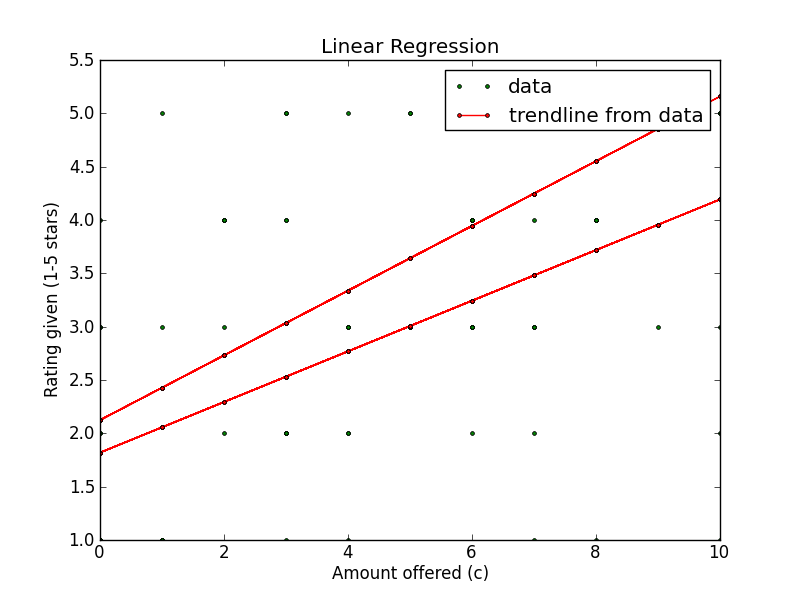 Linear Regression
data
trendline from data
5.5
5.0
4.5
4.0
3.5
3.0
2.5
2.0
1.5
1.0
Rating given (1-5 stars)
0 2 4 6 8 10
Amount offered (c)